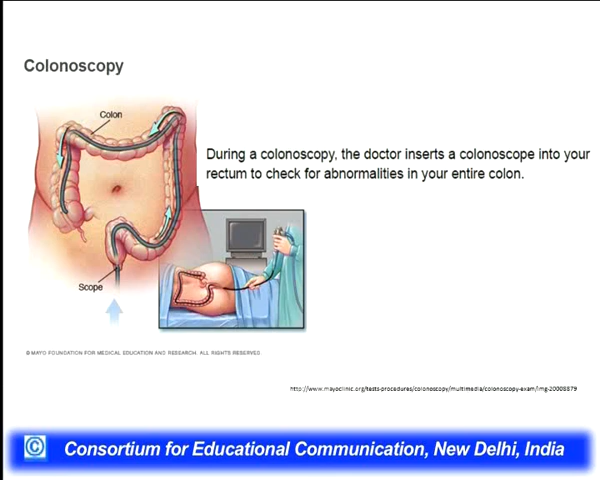 Colonoscopy
Colon
During a colonoscopy, the doctor inserts a colonoscope into your
rectum to check for abnormalities in your entire colon.
Scope
© MAYO FOUNDATION FOR MEDICAL EDUCATION AND RESEARCH. ALL RIGHTS RESERVED.
http://www.mayoclinic.org/tests-procedures/colonoscopy/multimedia/colonoscopy-exam/img-20008879
© Consortium for Educational Communication, New Delhi, India